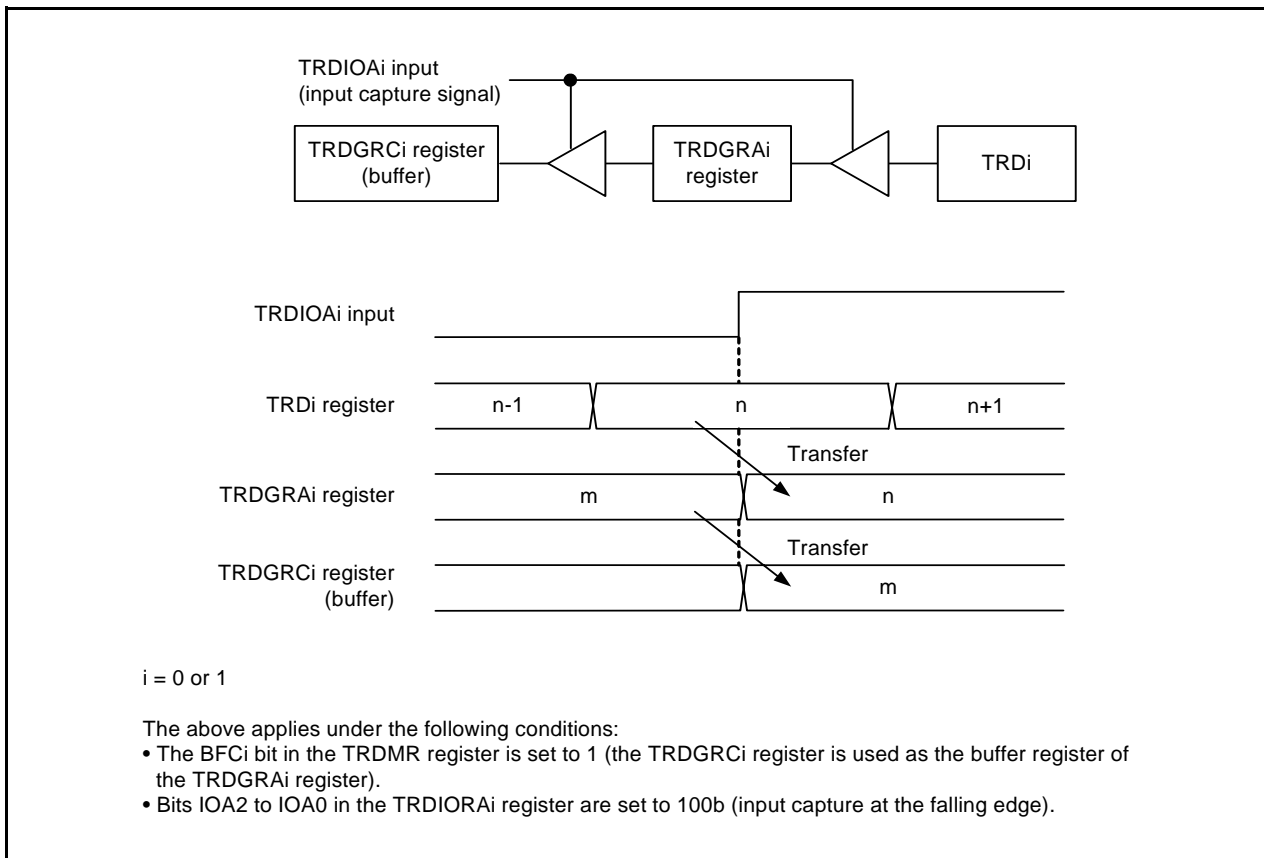 TRDIOAi input
(input capture signal)
TRDGRCi register
(buffer)
TRDGRAi
register
TRDi
TRDIOAi input
TRDi register
n-1
n
n+1
Transfer
TRDGRAi register
m
n
Transfer
TRDGRCi register
(buffer)
m
i = 0 or 1
The above applies under the following conditions:
• The BFCi bit in the TRDMR register is set to 1 (the TRDGRCi register is used as the buffer register of
the TRDGRAi register).
• Bits IOA2 to IOA0 in the TRDIORAi register are set to 100b (input capture at the falling edge).